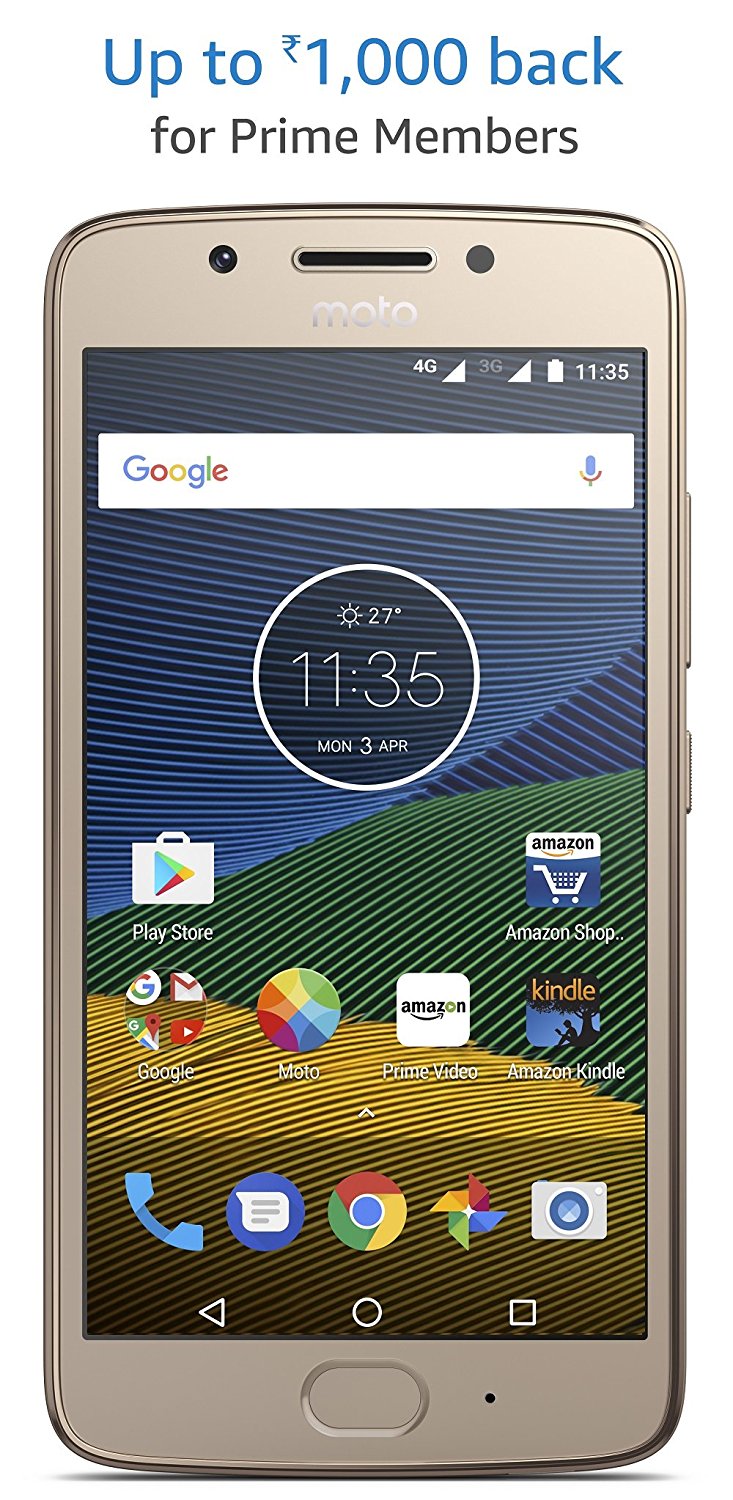 Up to ₹1,000 back
for Prime Members
moto
4G 3G 11:35
Google
27°
11:35
MON 3 APR
amazon
Play Store
Amazon Shop..
G
amazon
kindle
Google
Moto
Prime Video
Amazon Kindle